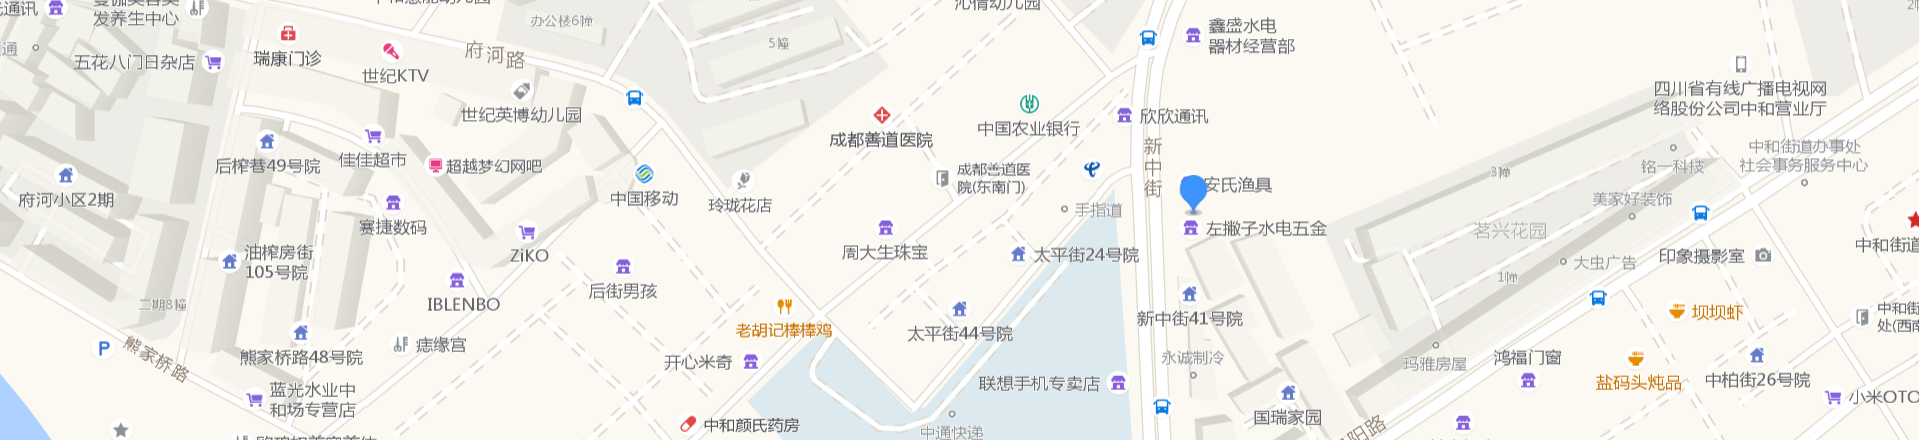 发养生中心
通讯
五花八门日杂店
瑞康门诊
世纪KTV
府河路
办公楼6幢
5幢
沁倩幼儿园
鑫盛水电
器材经营部
四川省有线广播电视网
络股份公司中和营业厅
世纪英博幼儿园
成都善道医院
中国农业银行
欣欣通讯
新中街
后榨巷49号院
佳佳超市
超越梦幻网吧
成都善道医
院(东南门)
中和街道办事处
社会事务服务中心
铭一科技
3幢
府河小区2期
赛捷数码
中国移动
玲珑花店
手指道
安氏渔具
美家好装饰
左撇子水电五金
茗兴花园
油榨房街
105号院
ZiKO
周大生珠宝
太平街24号院
大虫广告
印象摄影室
中和街道
1幢
二期8幢
IBLENBO
后街男孩
新中街41号院
坝坝虾
中和街
处(西南
老胡记棒棒鸡
太平街44号院
熊家桥路
熊家桥路48号院
痣缘宫
开心米奇
永诚制冷
玛雅房屋
鸿福门窗
盐码头炖品
中柏街26号院
蓝光水业中
和场专营店
联想手机专卖店
国瑞家园
小米OTO
中和颜氏药房
中通快递
阳路